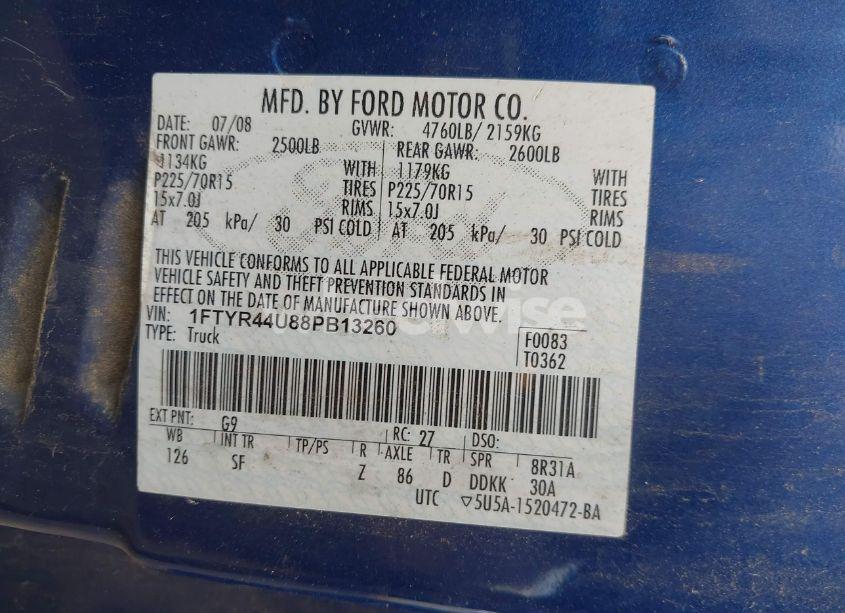 MFD. BY FORD MOTOR CO.
DATE: 07/08 GVWR: 4760LB/ 2159KG
FRONT GAWR: 2500LB REAR GAWR: 2600LB
1134KG WITH 1179KG WITH
P225/70R15 TIRES P225/70R15 TIRES
15x7.0J RIMS 15x7.0J RIMS
AT 205 kPa/ 30 PSI COLD AT 205 kPa/ 30 PSI COLD
THIS VEHICLE CONFORMS TO ALL APPLICABLE FEDERAL MOTOR
VEHICLE SAFETY AND THEFT PREVENTION STANDARDS IN
EFFECT ON THE DATE OF MANUFACTURE SHOWN ABOVE.
VIN: 1FTYR44U88PB13260 F0083
TYPE: Truck T0362
EXT PNT: G9 RC: 27 DSO:
WB INT TR TP/PS R AXLE TR SPR 8R31A
126 SF Z 86 D DDKK 30A
UTC ▽5U5A-1520472-BA